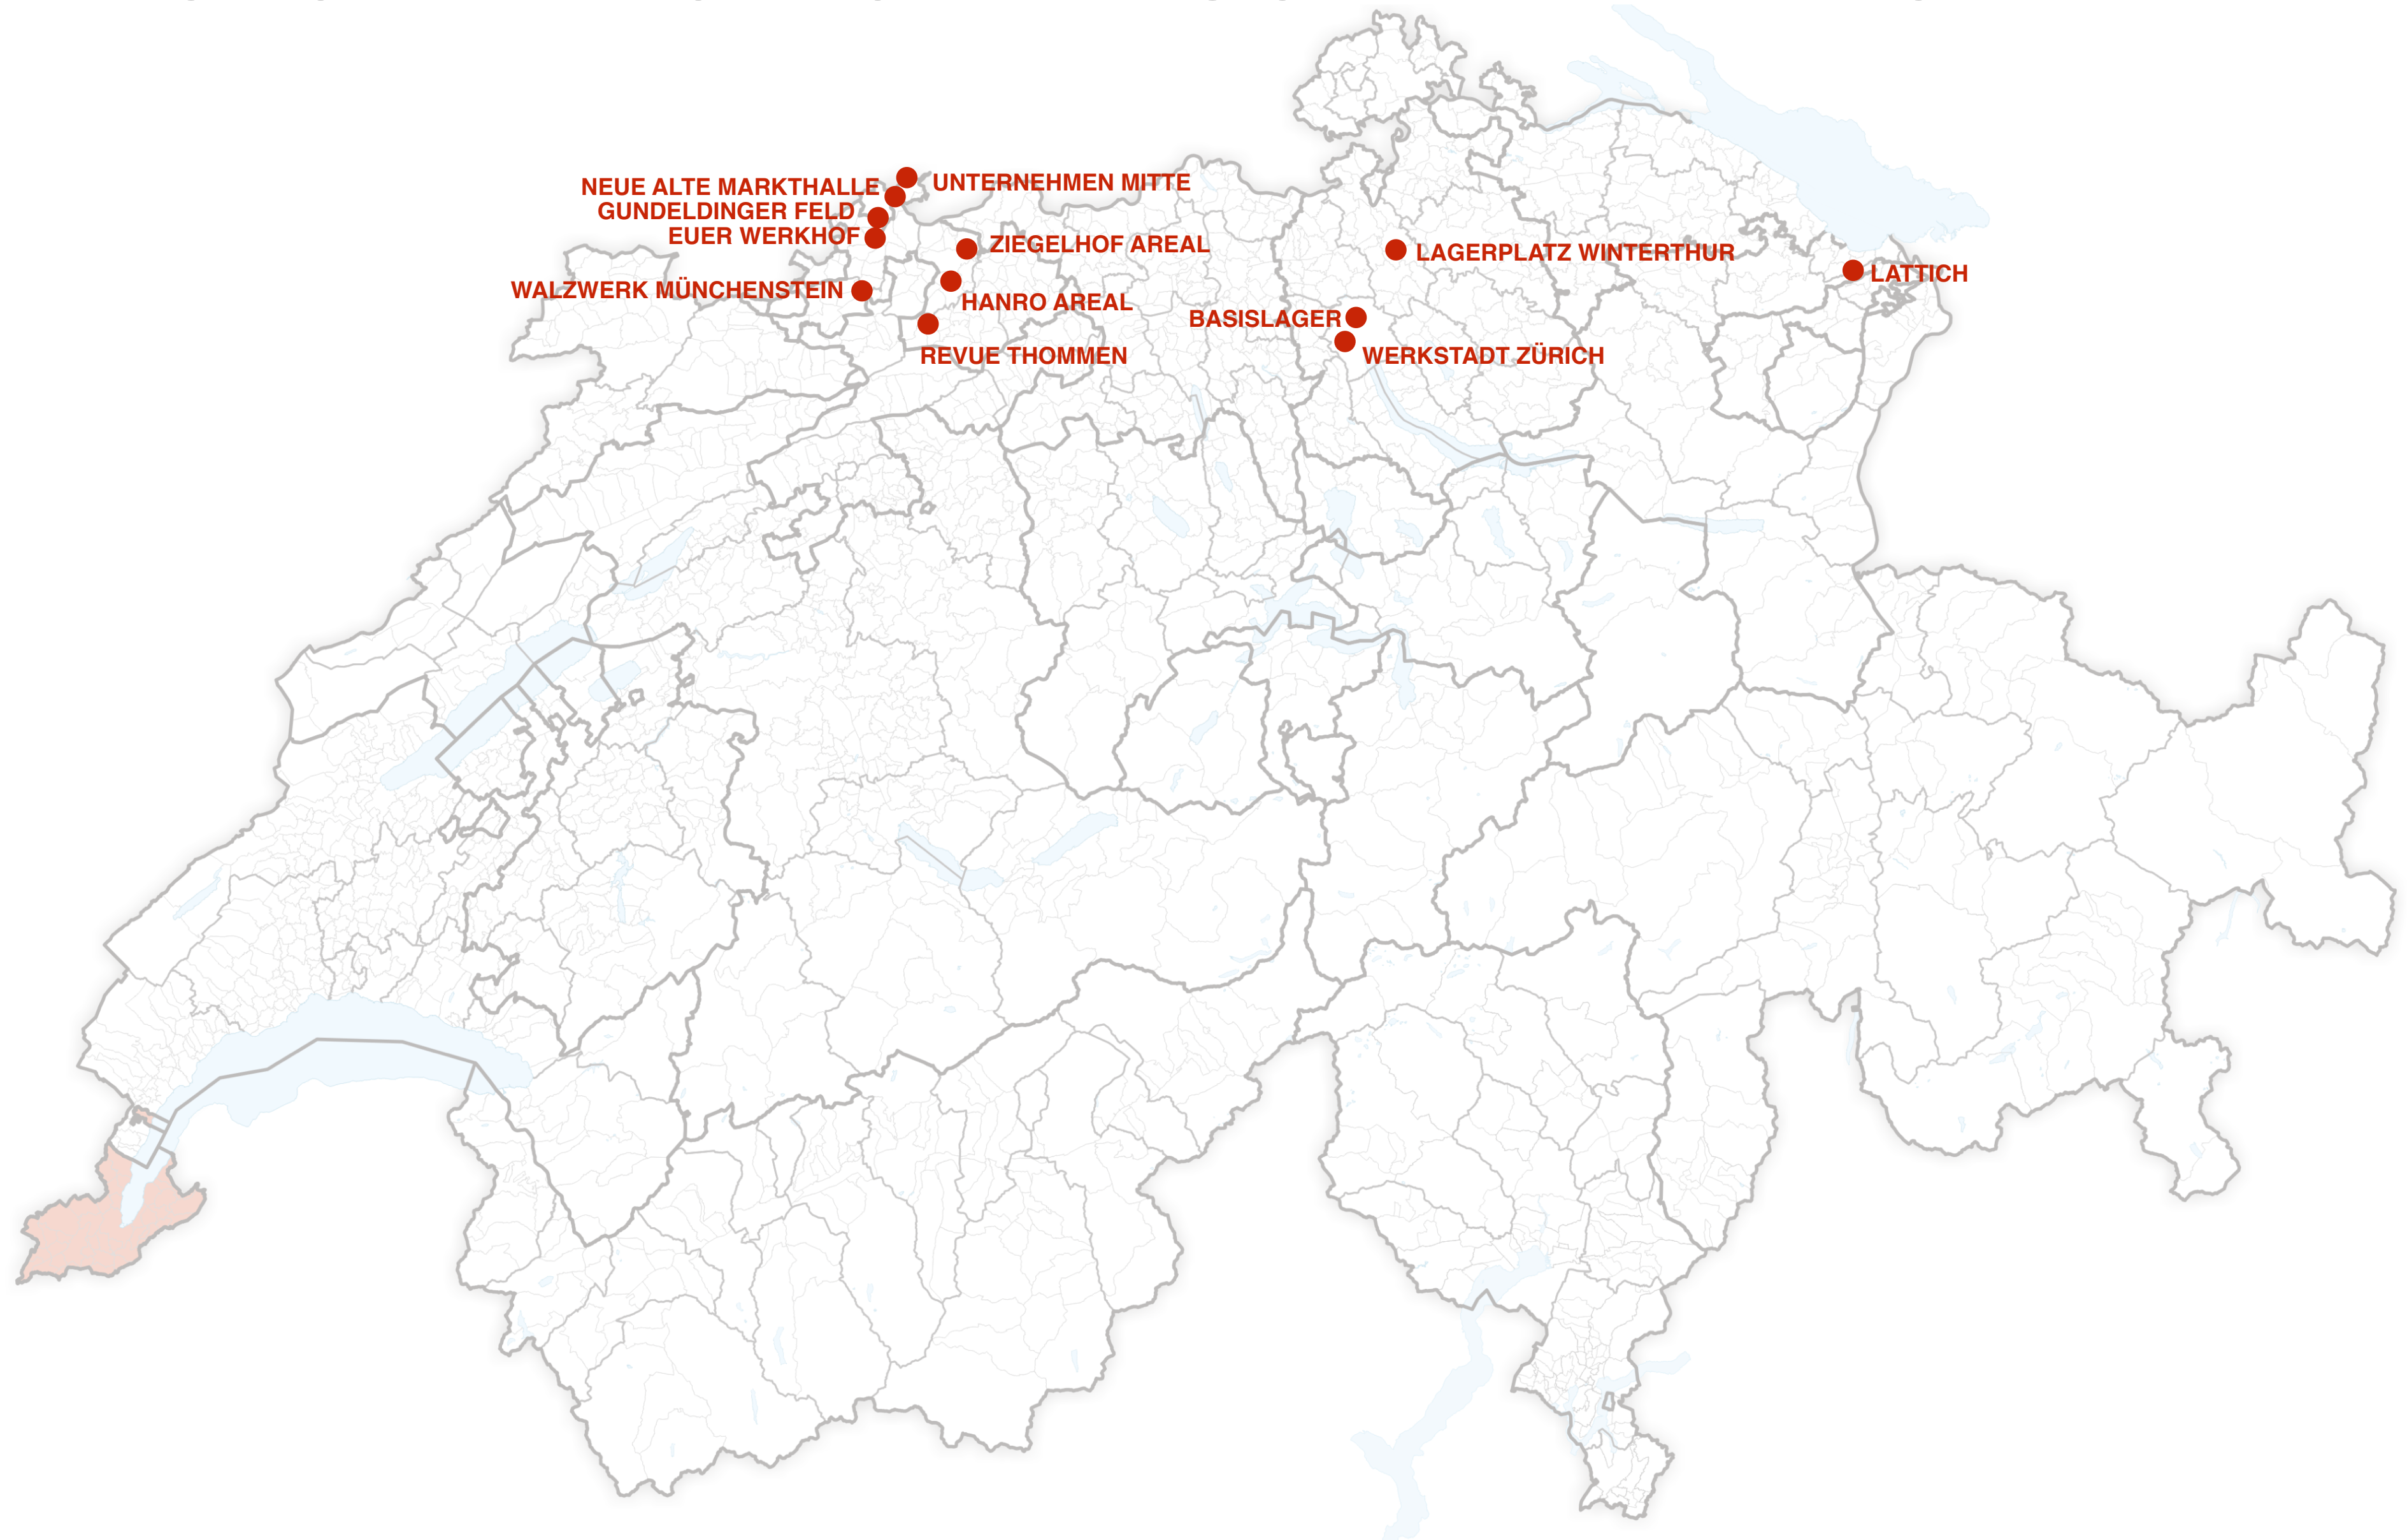 UNTERNEHMEN MITTE
NEUE ALTE MARKTHALLE
GUNDELDINGER FELD
EUER WERKHOF
ZIEGELHOF AREAL
LAGERPLATZ WINTERTHUR
LATTICH
WALZWERK MÜNCHENSTEIN
HANRO AREAL
BASISLAGER
REVUE THOMMEN
WERKSTADT ZÜRICH